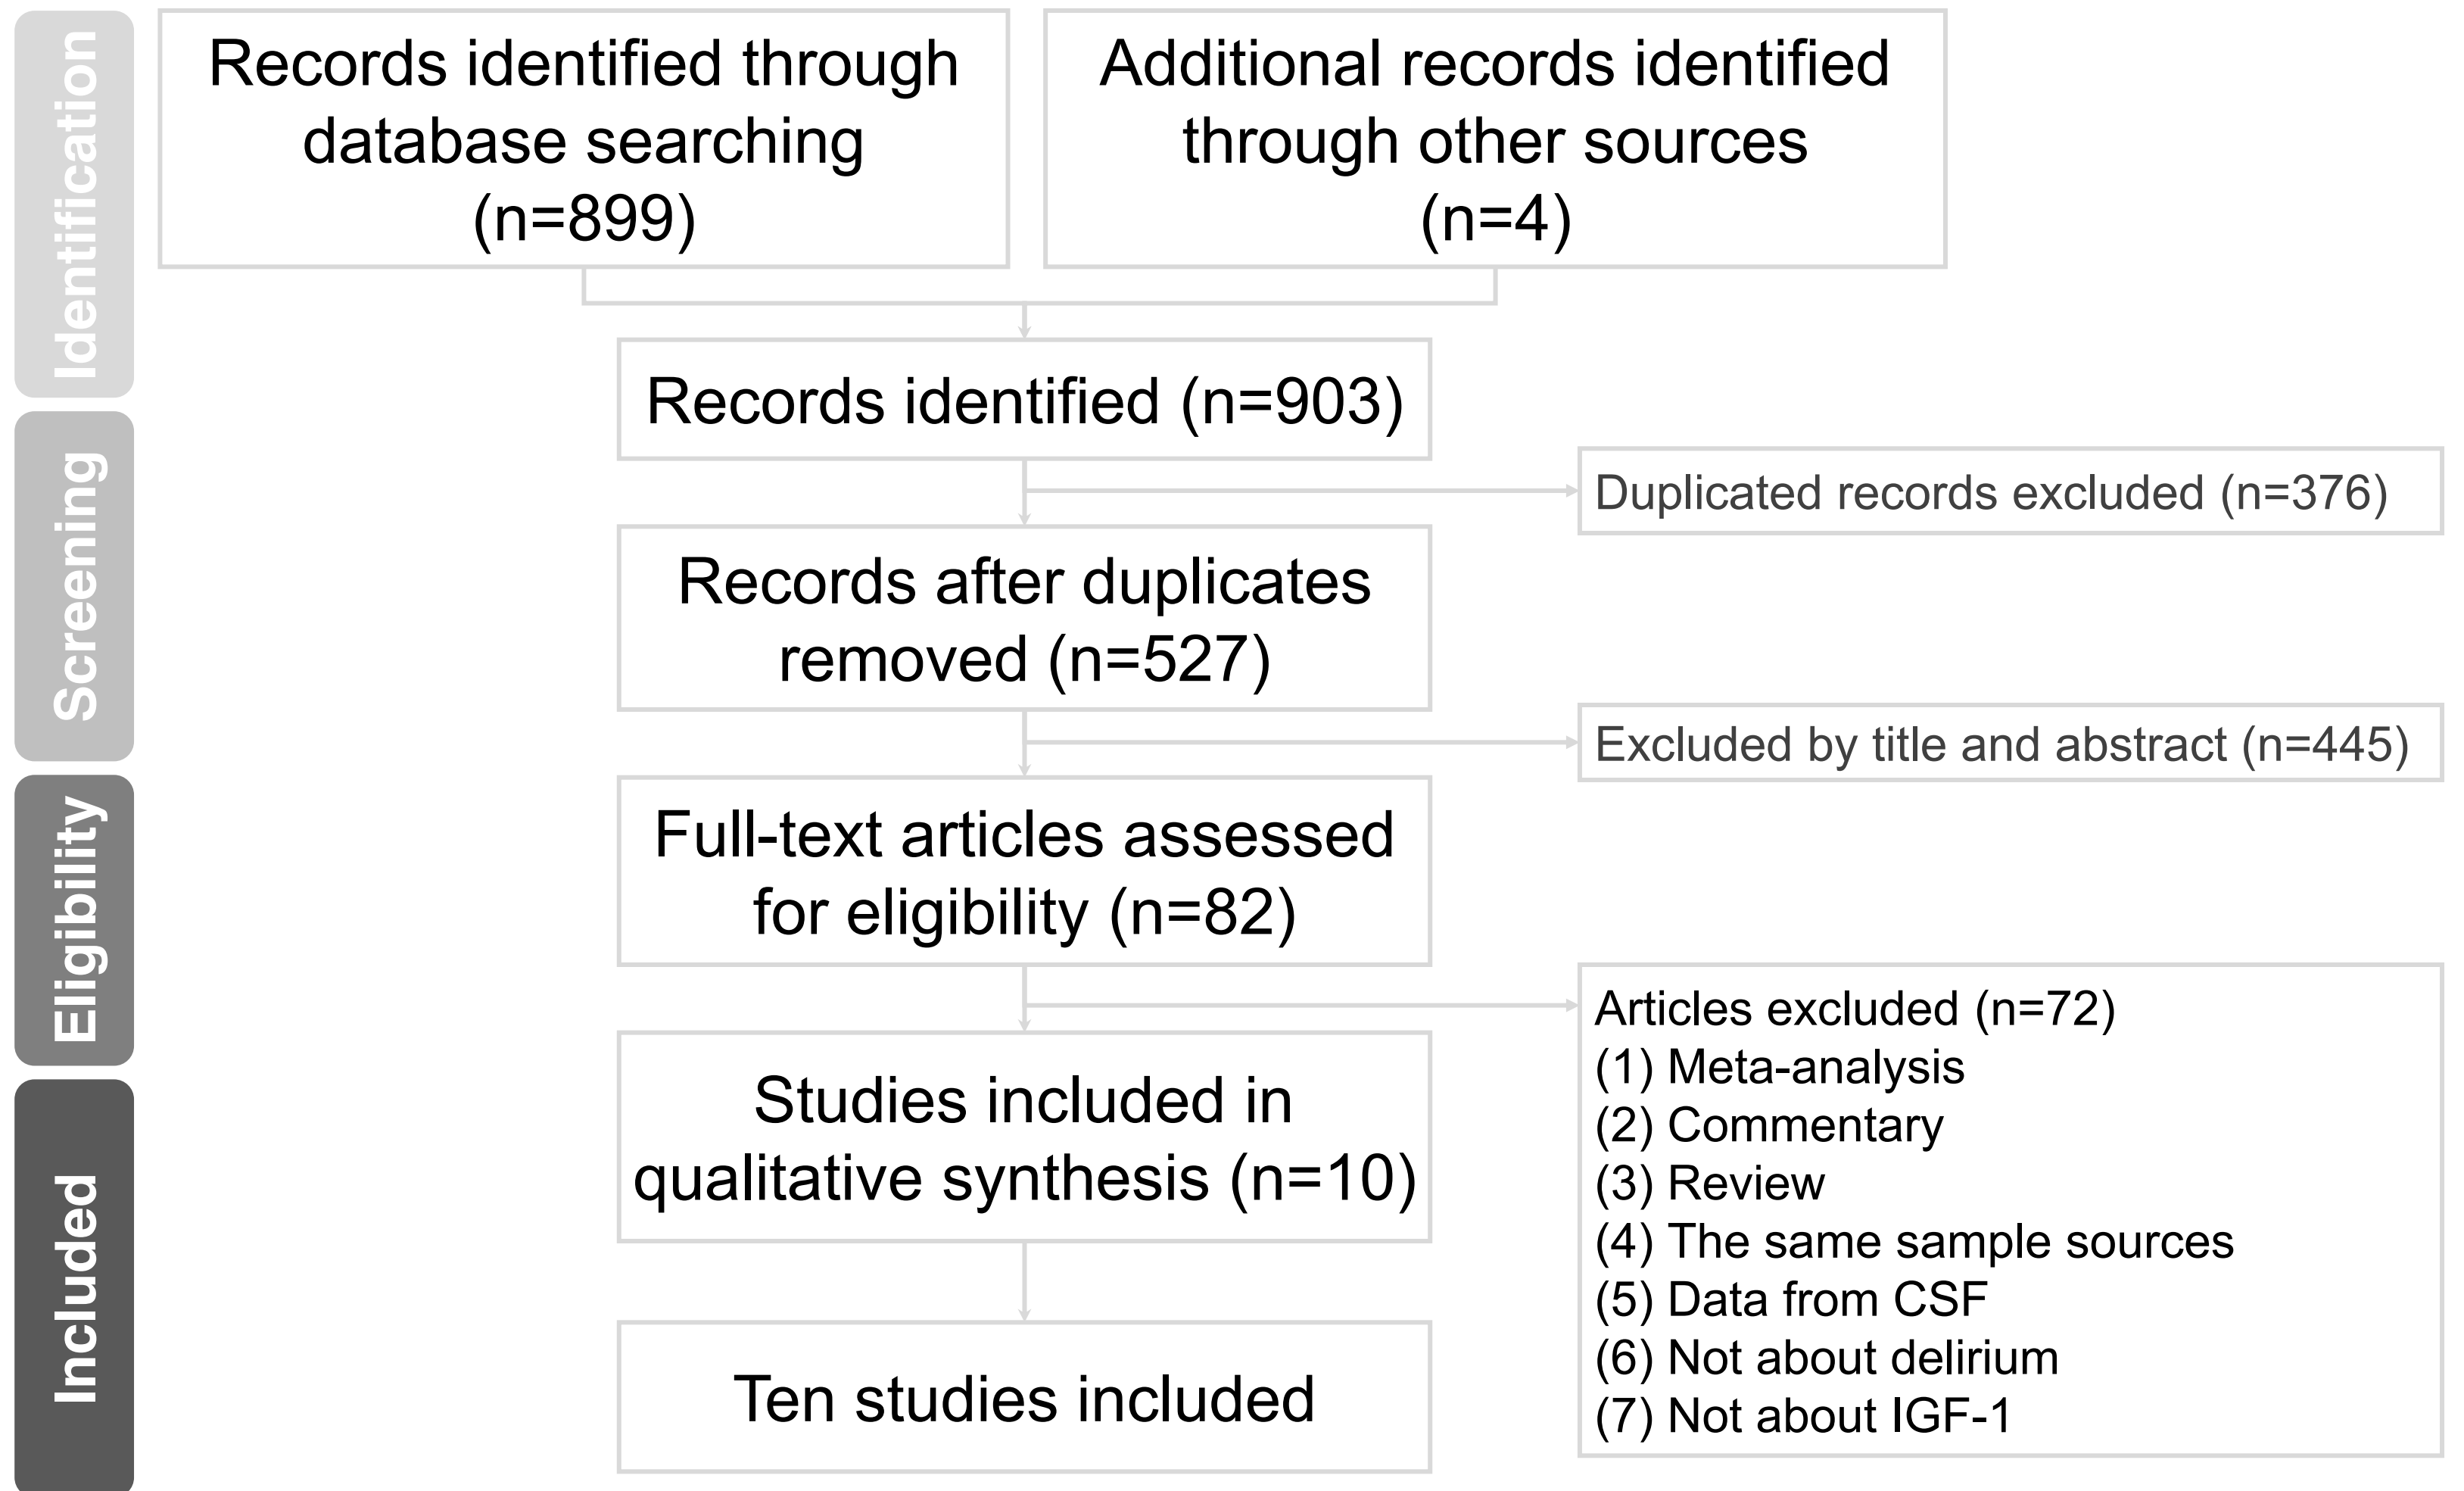 Identification
Records identified through
database searching
(n=899)
Additional records identified
through other sources
(n=4)
Records identified (n=903)
Screening
Duplicated records excluded (n=376)
Records after duplicates
removed (n=527)
Excluded by title and abstract (n=445)
Eligibility
Full-text articles assessed
for eligibility (n=82)
Articles excluded (n=72)
(1) Meta-analysis
(2) Commentary
(3) Review
(4) The same sample sources
(5) Data from CSF
(6) Not about delirium
(7) Not about IGF-1
Included
Studies included in
qualitative synthesis (n=10)
Ten studies included